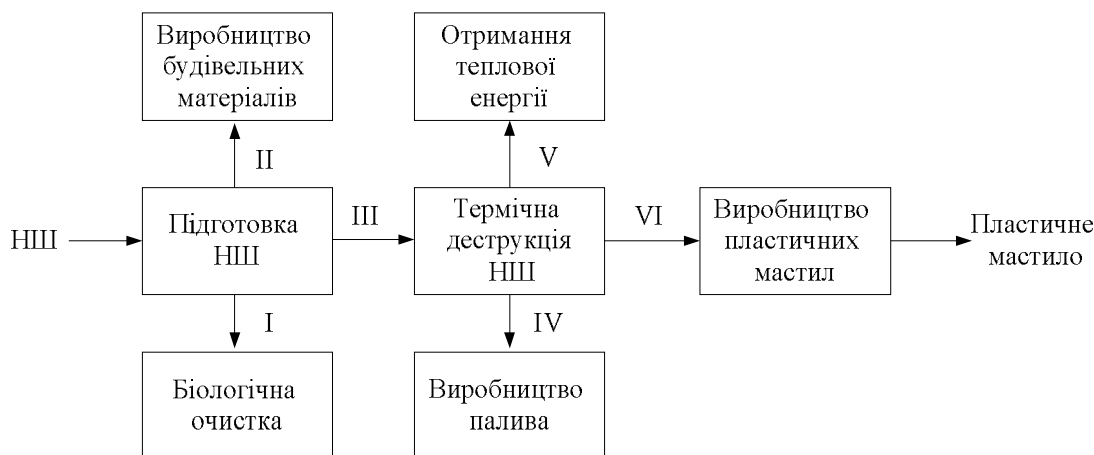 Виробництво
будівельних
матеріалів
Отримання
теплової
енергії
II
V
НШ
Підготовка
НШ
III
Термічна
деструкція
НШ
VI
Виробництво
пластичних
мастил
Пластичне
мастило
I
IV
Біологічна
очистка
Виробництво
палива